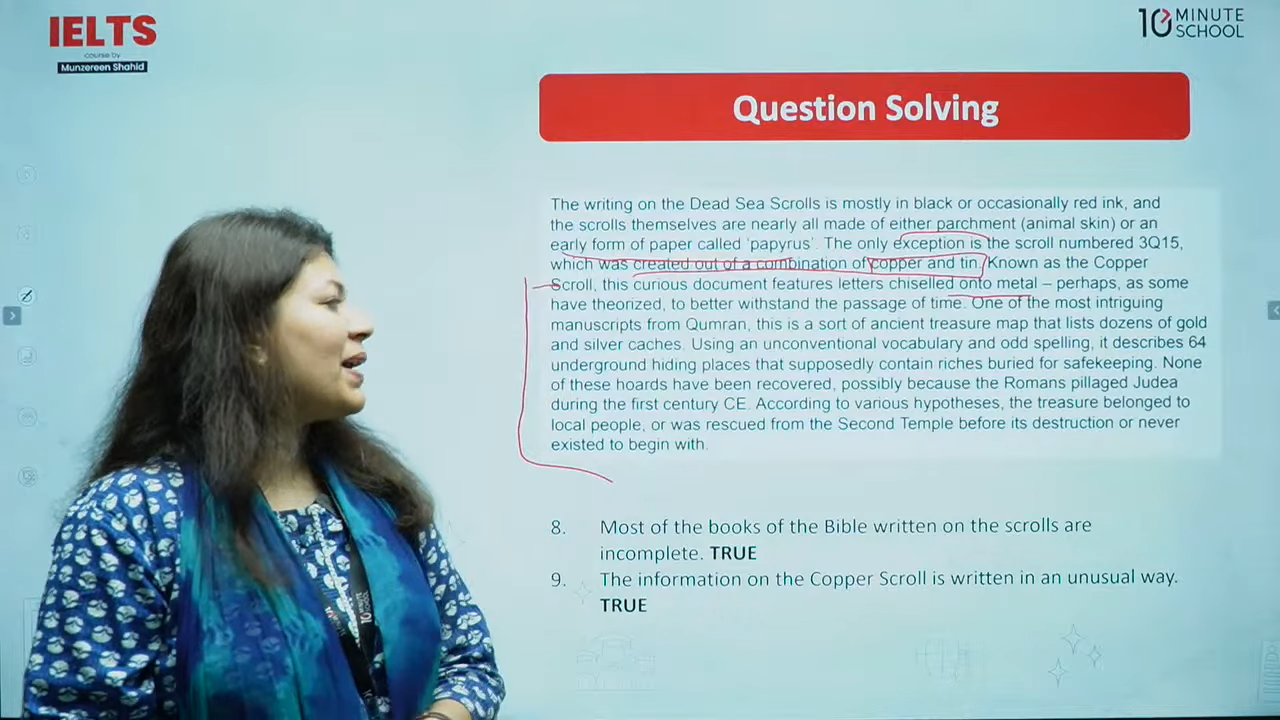 IELTS
course by
Munzereen Shahid
10 MINUTE
SCHOOL
Question Solving
The writing on the Dead Sea Scrolls is mostly in black or occasionally red ink, and
the scrolls themselves are nearly all made of either parchment (animal skin) or an
early form of paper called 'papyrus'. The only exception is the scroll numbered 3Q15,
which was created out of a combination of copper and tin. Known as the Copper
Scroll, this curious document features letters chiselled onto metal – perhaps, as some
have theorized, to better withstand the passage of time. One of the most intriguing
manuscripts from Qumran, this is a sort of ancient treasure map that lists dozens of gold
and silver caches. Using an unconventional vocabulary and odd spelling, it describes 64
underground hiding places that supposedly contain riches buried for safekeeping. None
of these hoards have been recovered, possibly because the Romans pillaged Judea
during the first century CE. According to various hypotheses, the treasure belonged to
local people, or was rescued from the Second Temple before its destruction or never
existed to begin with.
8. Most of the books of the Bible written on the scrolls are
incomplete. TRUE
9. The information on the Copper Scroll is written in an unusual way.
TRUE